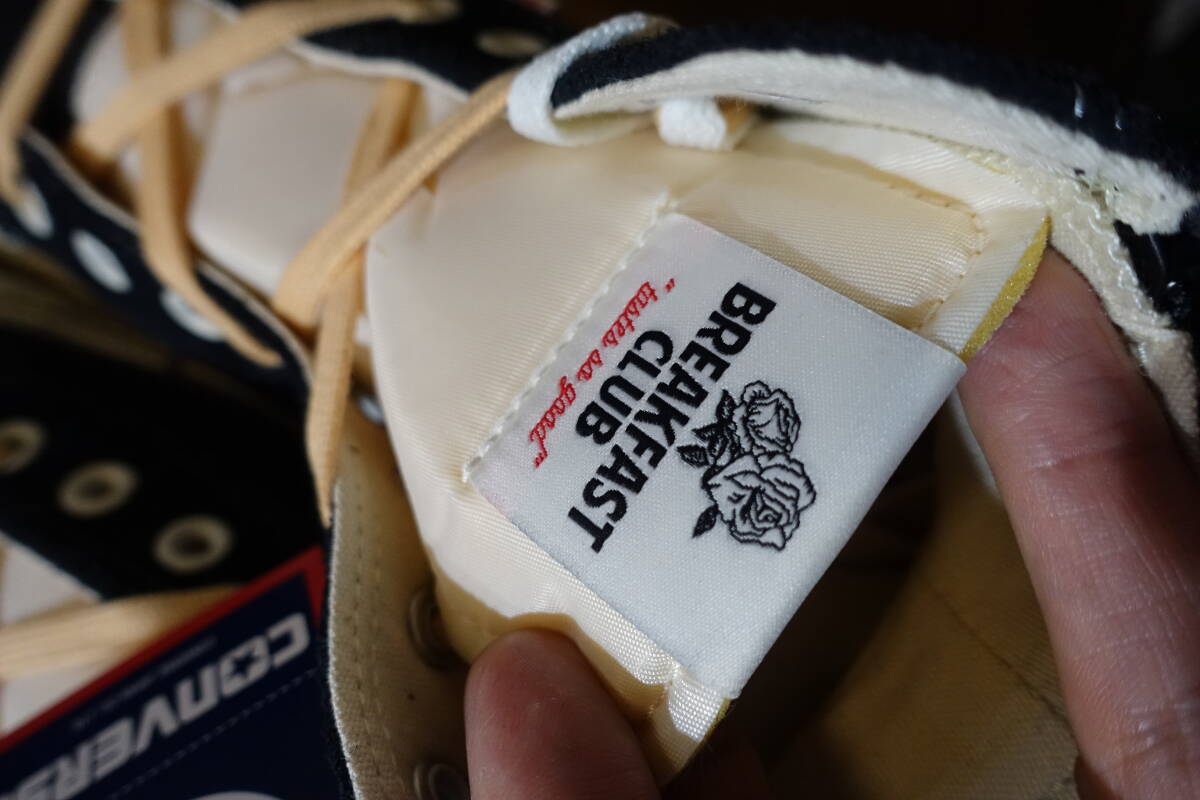 BREAKFAST
CLUB
"tastes so good!"
CONVERSE